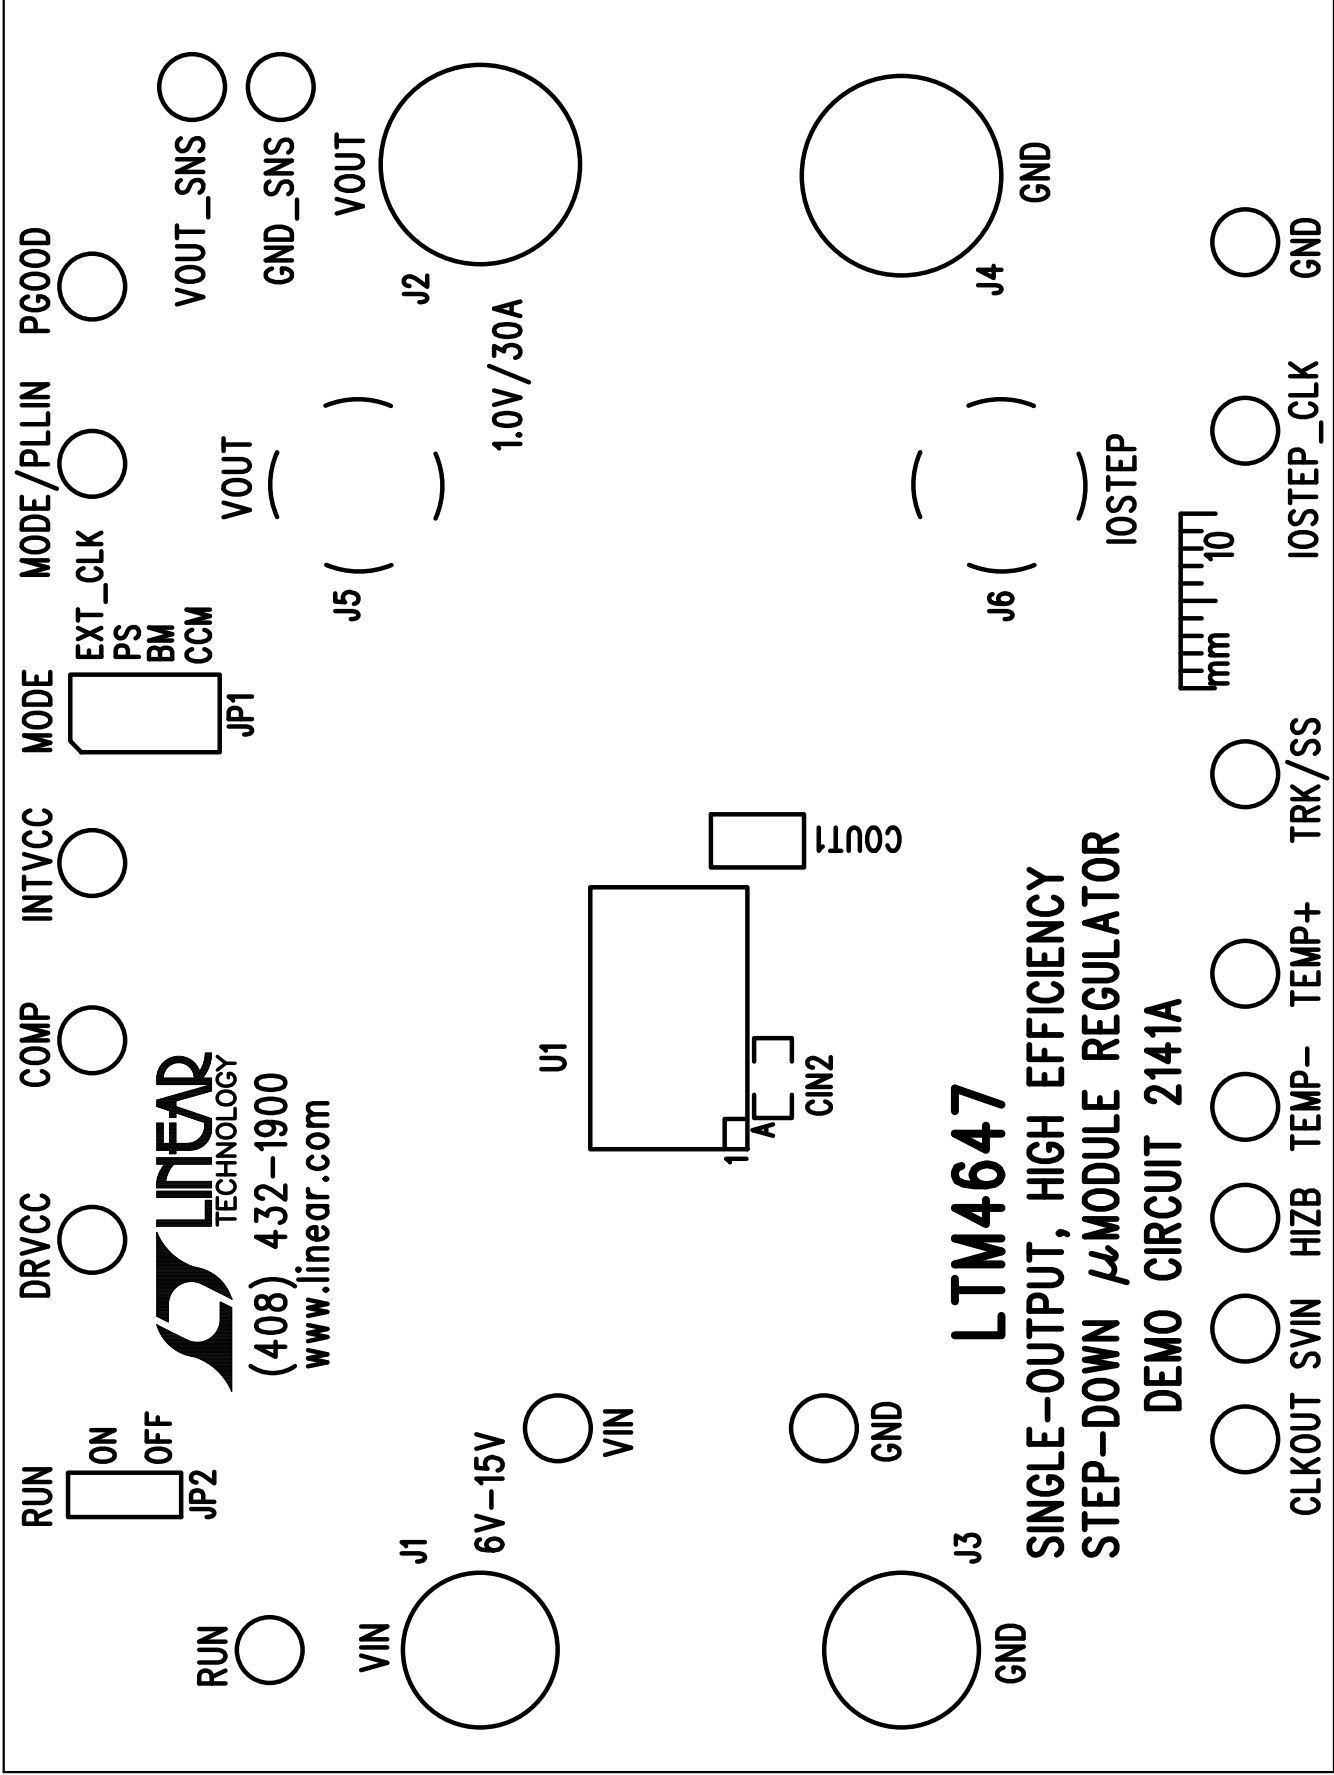 RUN
ON
OFF
JP2
RUN
DRVCC
COMP
INTVCC
MODE
EXT_CLK
PS
BM
CCM
JP1
MODE/PLLIN
PGOOD
VOUT_SNS
GND_SNS
LINEAR
TECHNOLOGY
(408) 432-1900
www.linear.com
VIN
J1
6V-15V
VIN
GND
J3
GND
U1
1
A
CIN2
COUT1
VOUT
J5
VOUT
J2
1.0V/30A
J6
IOSTEP
J4
GND
LTM4647
SINGLE-OUTPUT, HIGH EFFICIENCY
STEP-DOWN µMODULE REGULATOR
DEMO CIRCUIT 2141A
mm 10
CLKOUT
SVIN
HIZB
TEMP-
TEMP+
TRK/SS
IOSTEP_CLK
GND